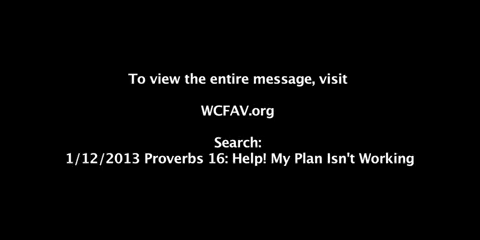 To view the entire message, visit
WCFAV.org
Search:
1/12/2013 Proverbs 16: Help! My Plan Isn't Working